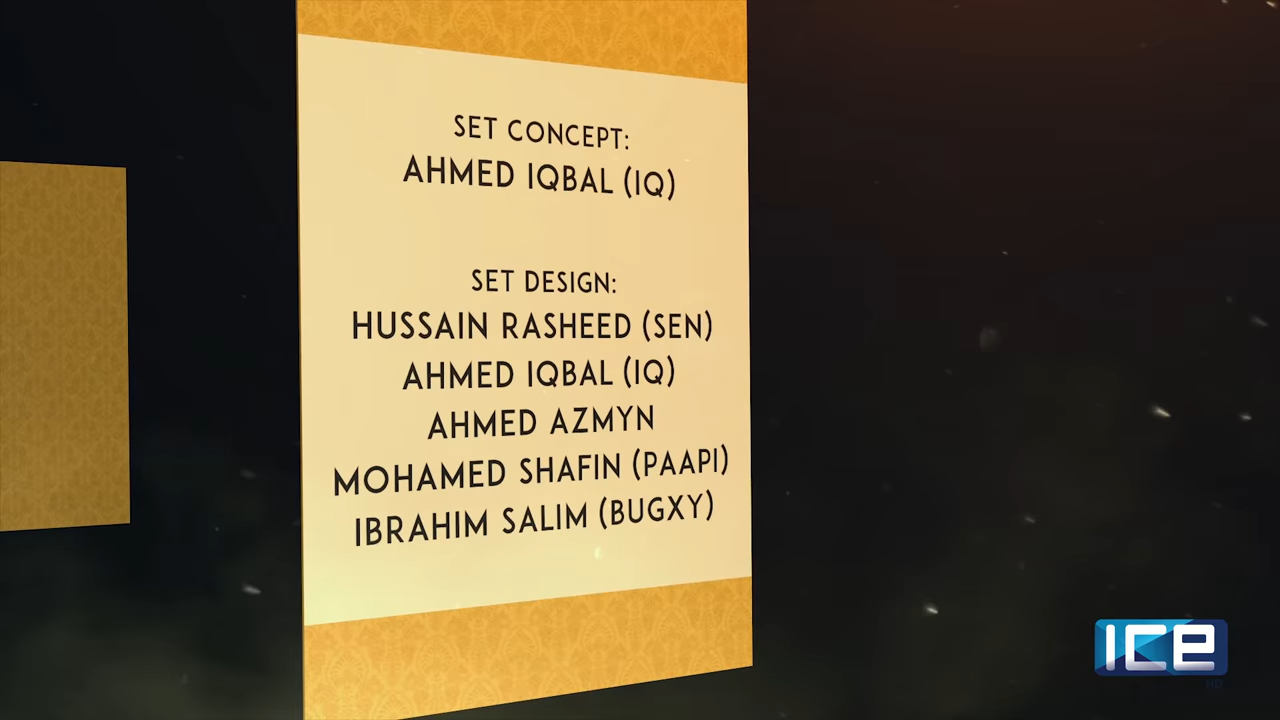 SET CONCEPT:
AHMED IQBAL (IQ)
SET DESIGN:
HUSSAIN RASHEED (SEN)
AHMED IQBAL (IQ)
AHMED AZMYN
MOHAMED SHAFIN (PAAPI)
IBRAHIM SALIM (BUGXY)
ICE
HD